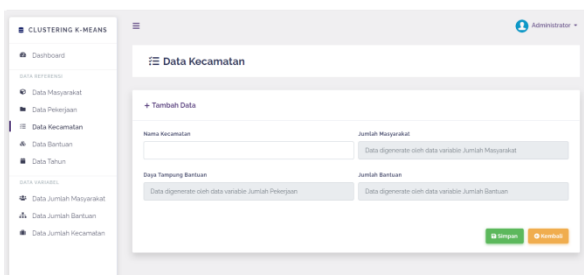 CLUSTERING K-MEANS
Administrator
Dashboard
DATA REFERENSI
Data Masyarakat
Data Pekerjaan
Data Kecamatan
Data Bantuan
Data Tahun
DATA VARIABEL
Data Jumlah Masyarakat
Data Jumlah Bantuan
Data Jumlah Kecamatan
Data Kecamatan
+ Tambah Data
Nama Kecamatan
Jumlah Masyarakat
Data digenerate oleh data variable Jumlah Masyarakat
Daya Tampung Bantuan
Jumlah Bantuan
Data digenerate oleh data variable Jumlah Pekerjaan
Data digenerate oleh data variable Jumlah Bantuan
Simpan
Kembali